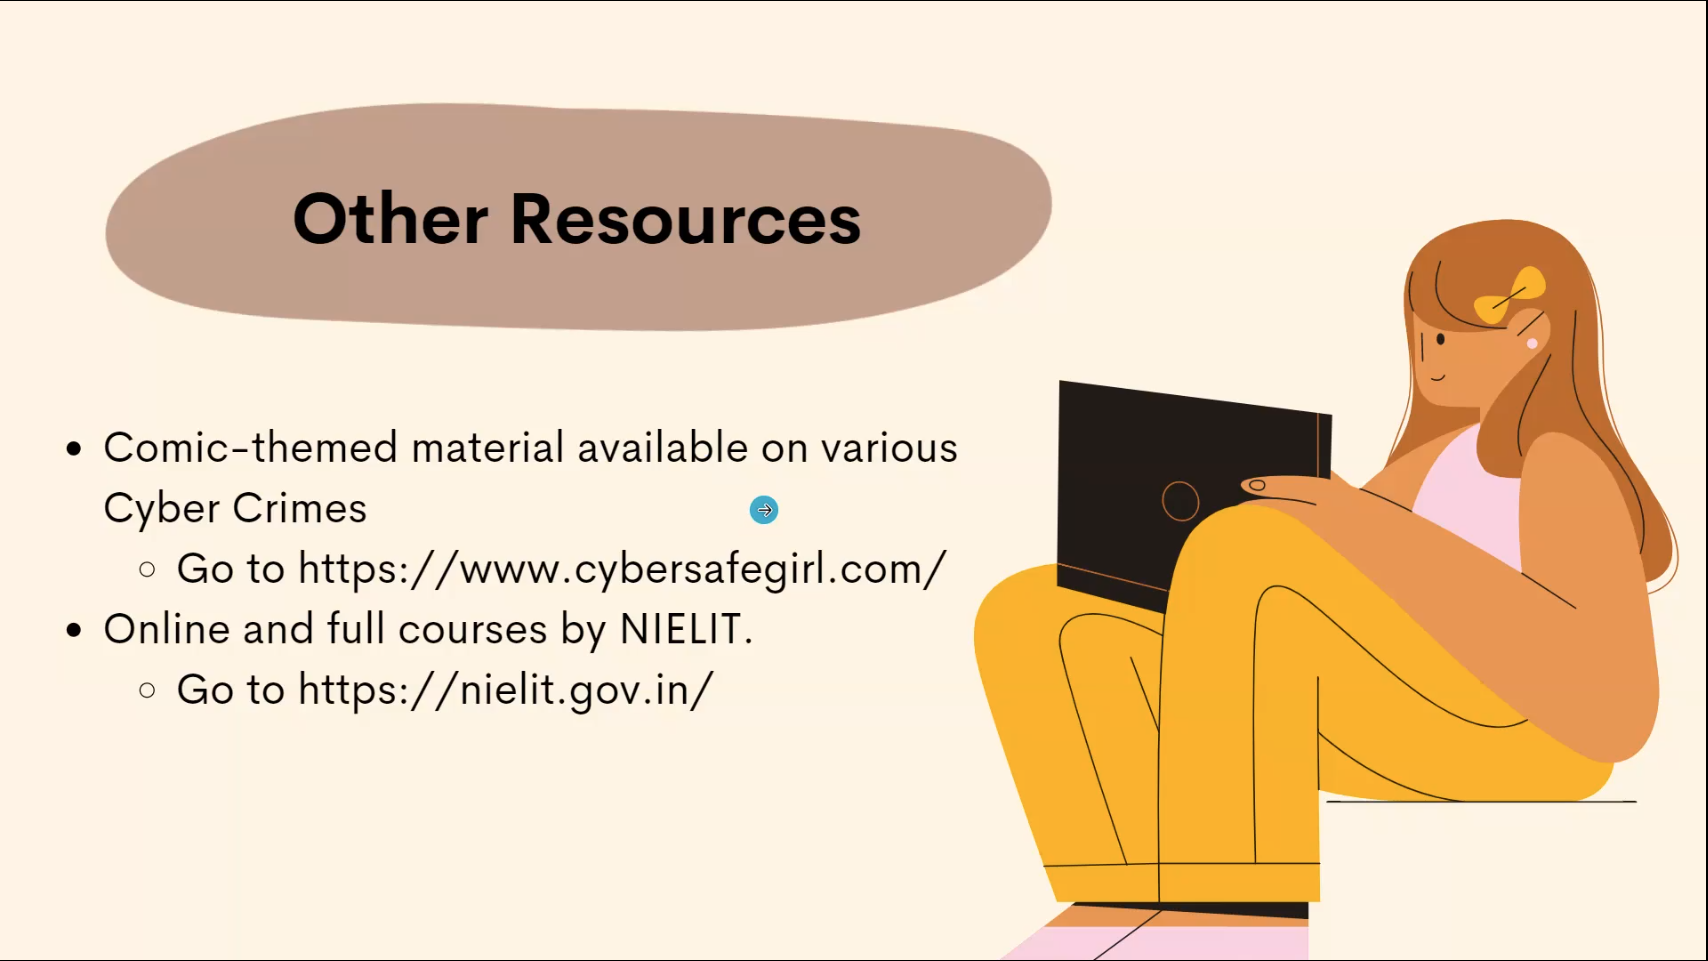 Other Resources
• Comic-themed material available on various
Cyber Crimes
○ Go to https://www.cybersafegirl.com/
• Online and full courses by NIELIT.
○ Go to https://nielit.gov.in/